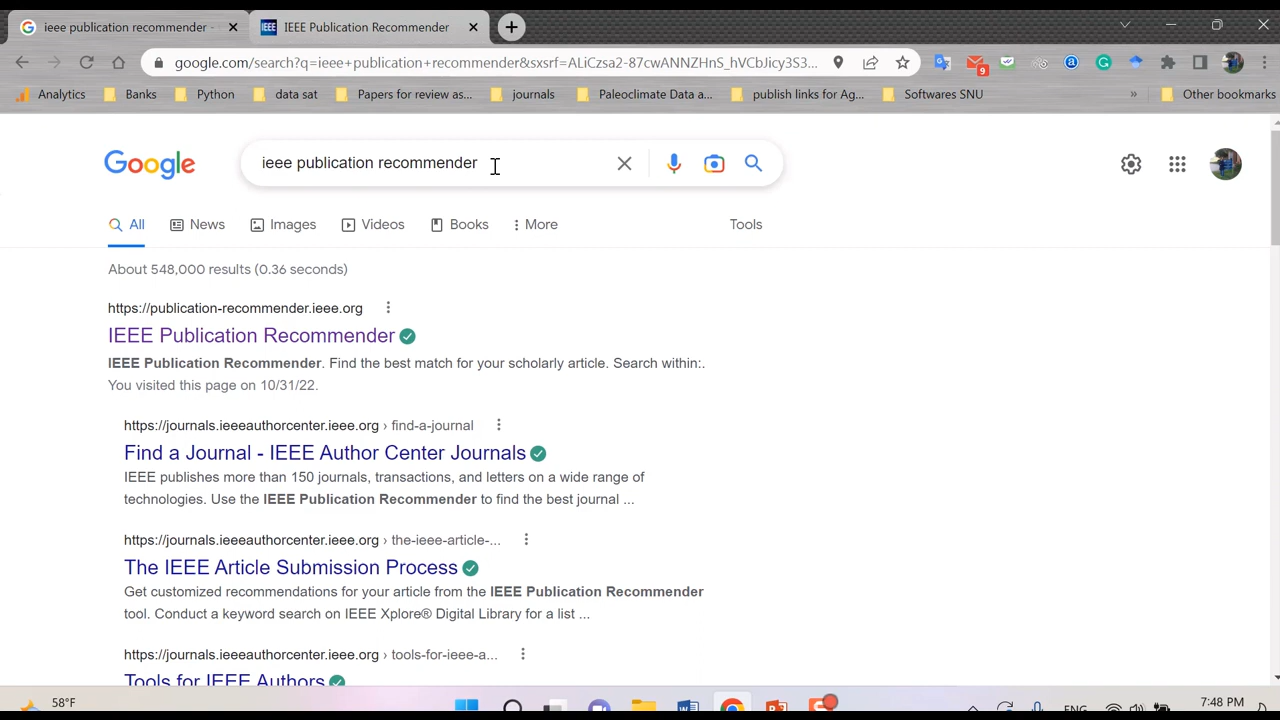 ieee publication recommender -
IEEE Publication Recommender
google.com/search?q=ieee+publication+recommender&sxsrf=ALiCzsa2-87cwANNZHnS_hVCbJicy3S3...
9
Analytics
Banks
Python
data sat
Papers for review as...
journals
Paleoclimate Data a...
publish links for Ag...
Softwares SNU
»
Other bookmarks
Google
ieee publication recommender
All
News
Images
Videos
Books
More
Tools
About 548,000 results (0.36 seconds)
https://publication-recommender.ieee.org
IEEE Publication Recommender
IEEE Publication Recommender. Find the best match for your scholarly article. Search within:.
You visited this page on 10/31/22.
https://journals.ieeeauthorcenter.ieee.org › find-a-journal
Find a Journal - IEEE Author Center Journals
IEEE publishes more than 150 journals, transactions, and letters on a wide range of
technologies. Use the IEEE Publication Recommender to find the best journal ...
https://journals.ieeeauthorcenter.ieee.org › the-ieee-article-...
The IEEE Article Submission Process
Get customized recommendations for your article from the IEEE Publication Recommender
tool. Conduct a keyword search on IEEE Xplore® Digital Library for a list ...
https://journals.ieeeauthorcenter.ieee.org › tools-for-ieee-a...
Tools for IEEE Authors
58°F
ENG
7:48 PM